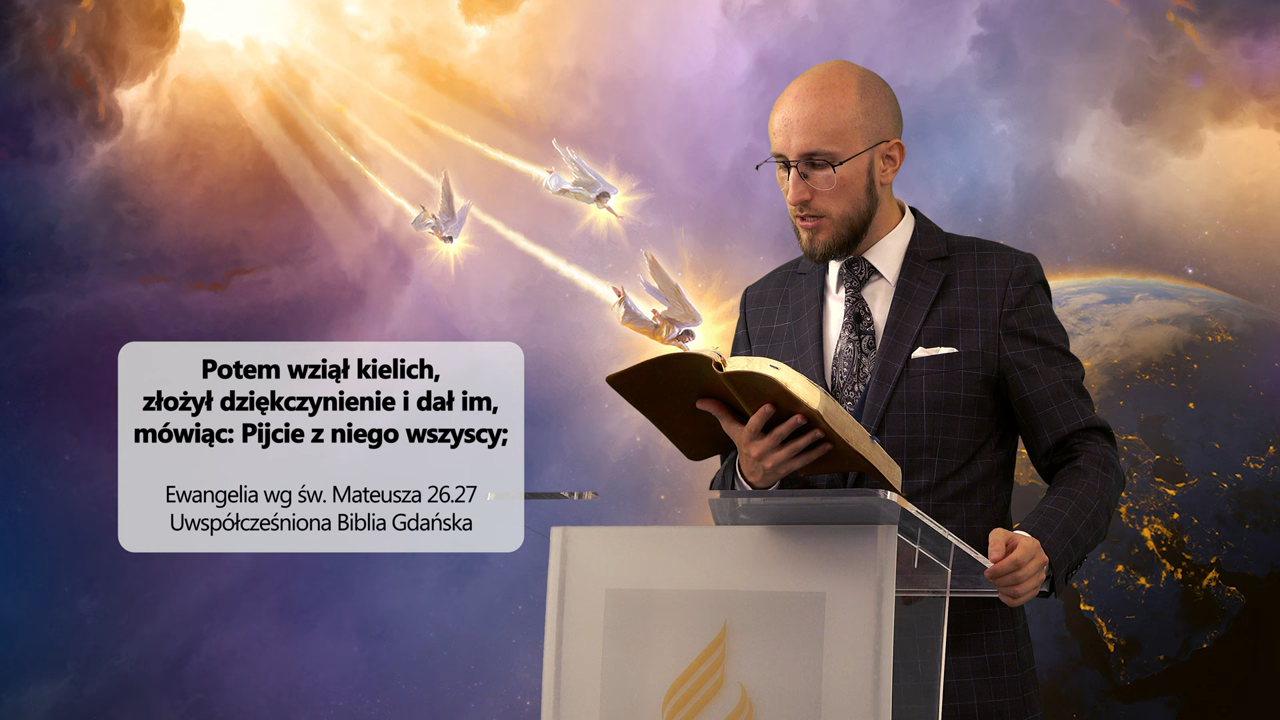 Potem wziął kielich,
złożył dziękczynienie i dał im,
mówiąc: Pijcie z niego wszyscy;
Ewangelia wg św. Mateusza 26.27
Uwspółcześniona Biblia Gdańska